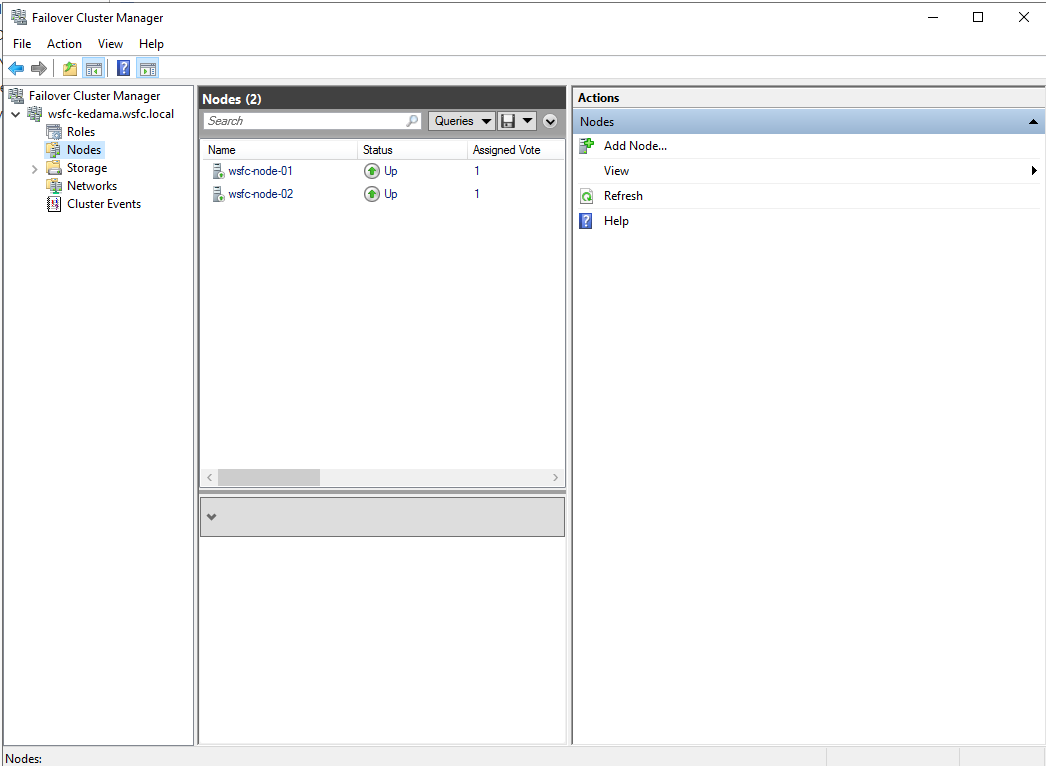 Failover Cluster Manager
File Action View Help
Failover Cluster Manager
wsfc-kedama.wsfc.local
Roles
Nodes
Storage
Networks
Cluster Events
Nodes (2)
Search Queries
Name Status Assigned Vote
wsfc-node-01 Up 1
wsfc-node-02 Up 1
Actions
Nodes
Add Node...
View
Refresh
Help
Nodes: